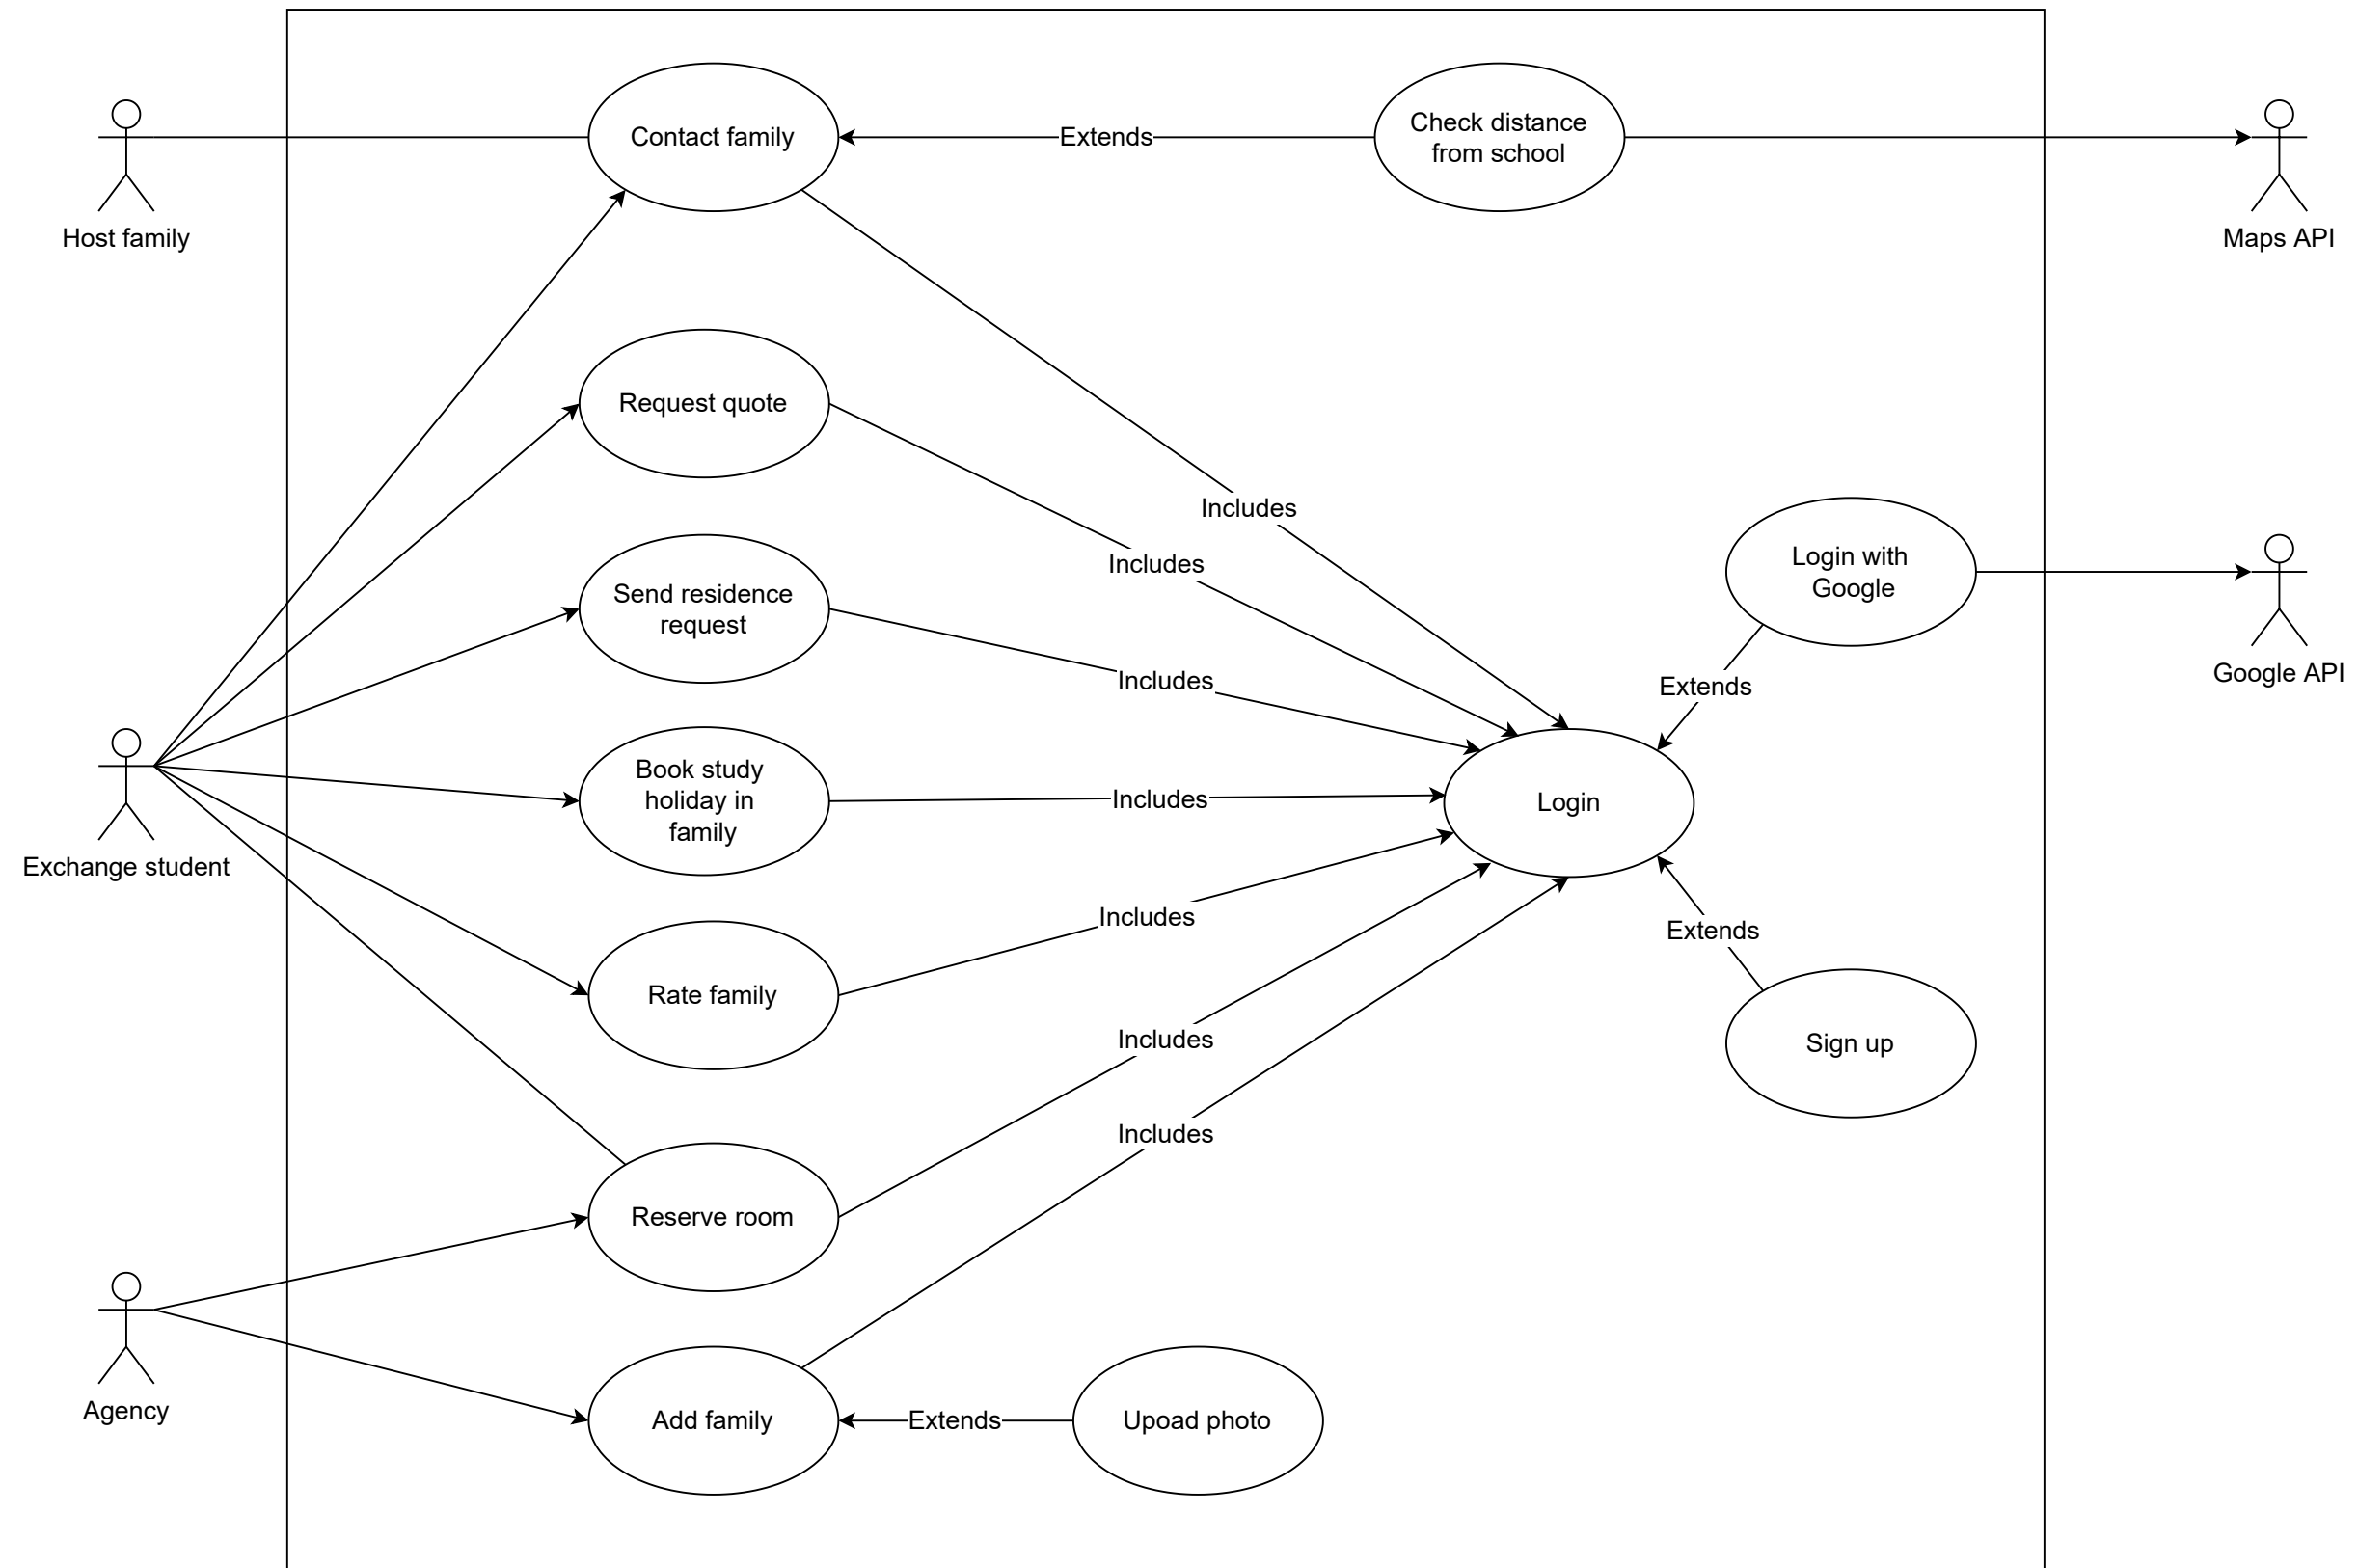 Contact family
Extends
Check distance
from school
Host family
Maps API
Request quote
Includes
Includes
Login with
Google
Send residence
request
Includes
Extends
Google API
Book study
holiday in
family
Includes
Login
Exchange student
Includes
Extends
Rate family
Includes
Sign up
Includes
Reserve room
Agency
Add family
Extends
Upoad photo